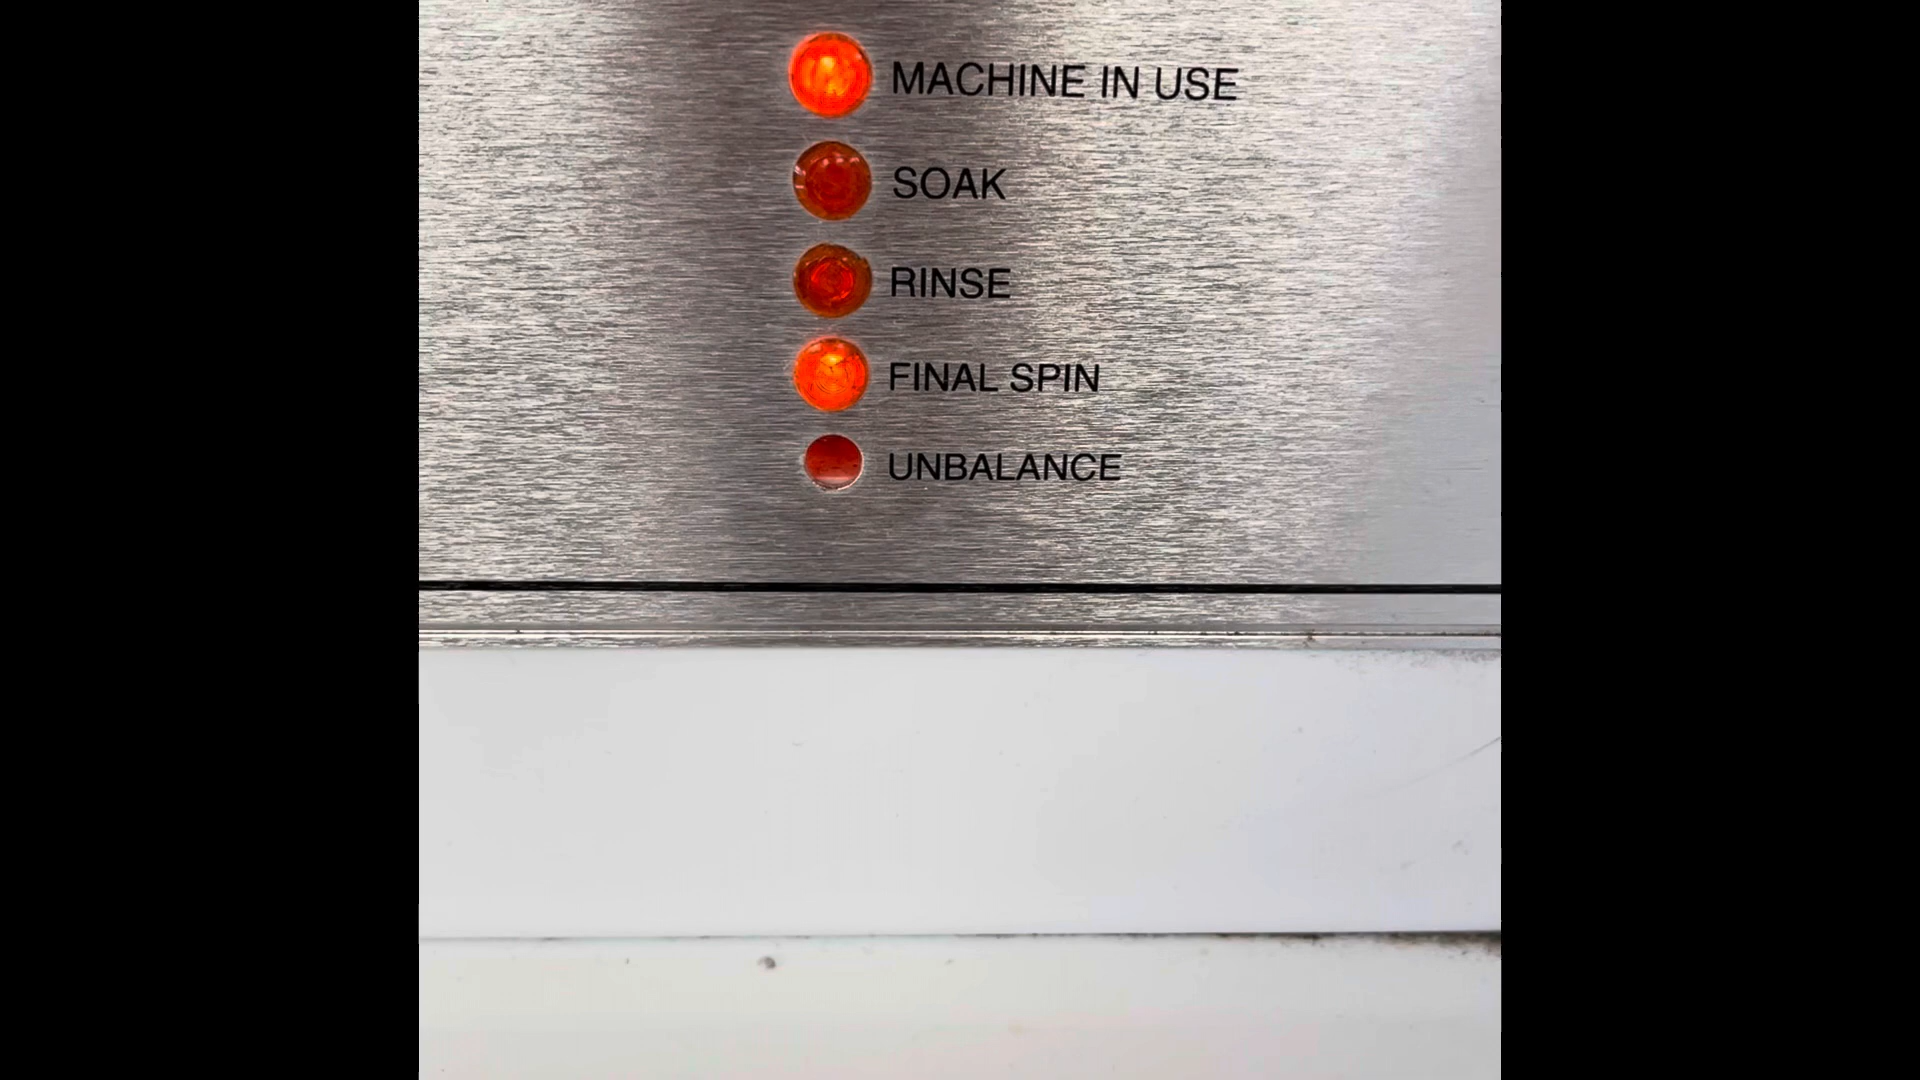 MACHINE IN USE
SOAK
RINSE
FINAL SPIN
UNBALANCE